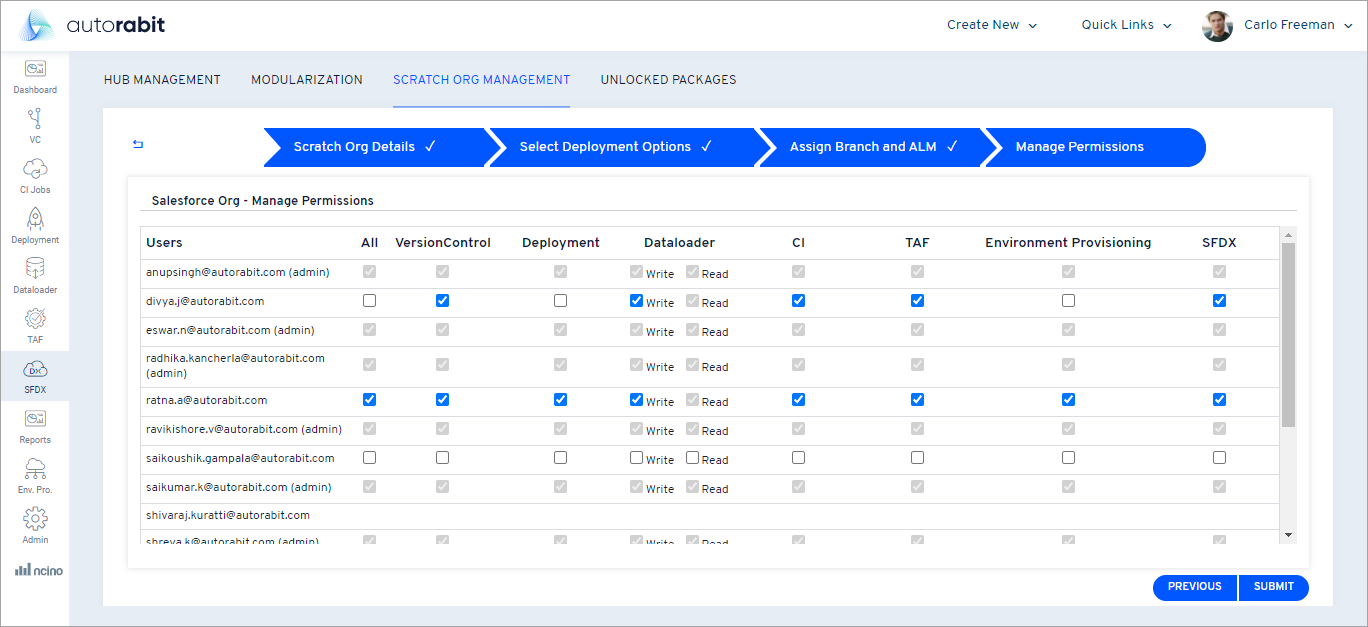 autorabit
Create New
Quick Links
Carlo Freeman
Dashboard
VC
CI Jobs
Deployment
Dataloader
TAF
DX
SFDX
Reports
Env. Pro.
Admin
ncino
HUB MANAGEMENT MODULARIZATION SCRATCH ORG MANAGEMENT UNLOCKED PACKAGES
Scratch Org Details ✓ Select Deployment Options ✓ Assign Branch and ALM ✓ Manage Permissions
Salesforce Org - Manage Permissions
Users All VersionControl Deployment Dataloader CI TAF Environment Provisioning SFDX
anupsingh@autorabit.com (admin) Write Read
divya.j@autorabit.com Write Read
eswar.n@autorabit.com (admin) Write Read
radhika.kancherla@autorabit.com
(admin) Write Read
ratna.a@autorabit.com Write Read
ravikishore.v@autorabit.com (admin) Write Read
saikoushik.gampala@autorabit.com Write Read
saikumar.k@autorabit.com (admin) Write Read
shivaraj.kuratti@autorabit.com
shreya.k@autorabit.com (admin) Write Read
PREVIOUS SUBMIT